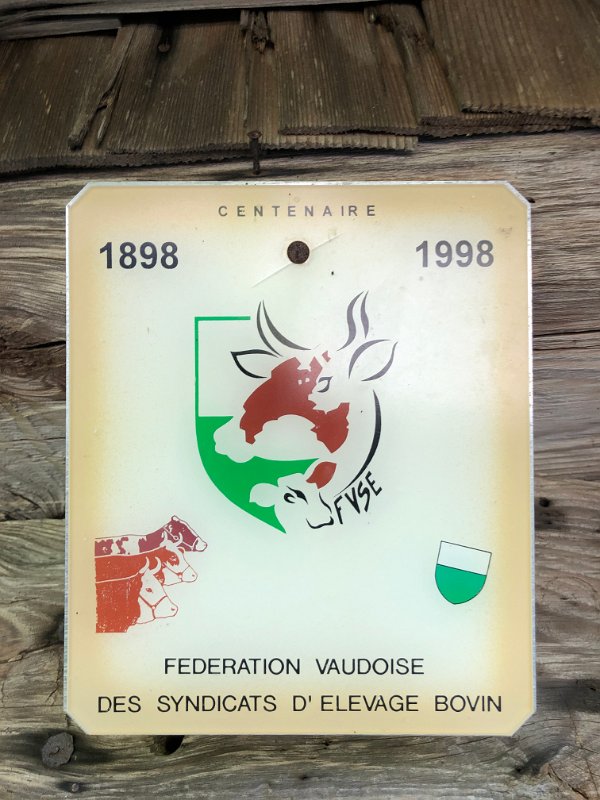 CENTENAIRE
1898 1998
FVSE
FEDERATION VAUDOISE
DES SYNDICATS D'ELEVAGE BOVIN